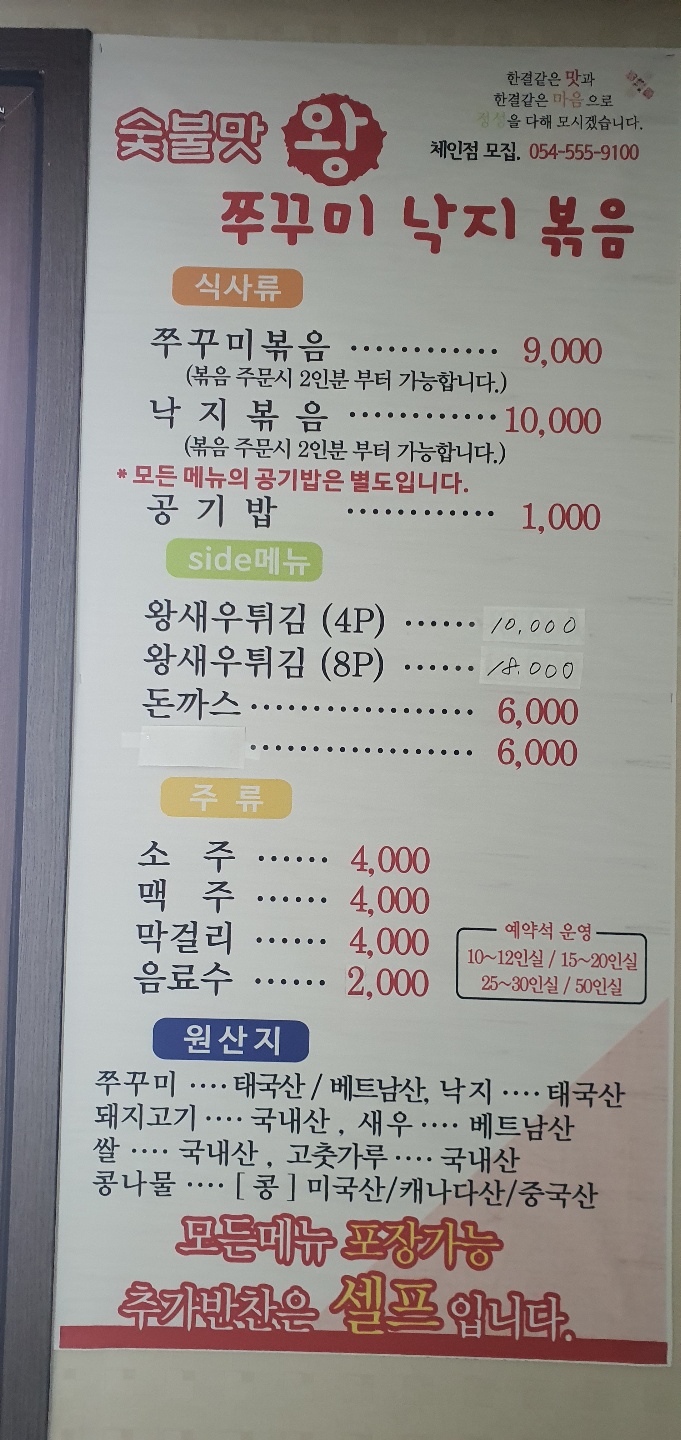 한결같은 맛과
한결같은 마음으로
정성을 다해 모시겠습니다.
체인점 모집. 054-555-9100
숯불맛 왕
쭈꾸미 낙지 볶음
식사류
쭈꾸미볶음 ············ 9,000
(볶음 주문시 2인분 부터 가능합니다.)
낙지볶음 ············ 10,000
(볶음 주문시 2인분 부터 가능합니다.)
* 모든 메뉴의 공기밥은 별도입니다.
공기밥 ············ 1,000
side메뉴
왕새우튀김 (4P) ······ 10,000
왕새우튀김 (8P) ······ 18.000
돈까스 ·················· 6,000
·················· 6,000
주류
소주 ······ 4,000
맥주 ······ 4,000
막걸리 ······ 4,000
음료수 ······ 2,000
예약석 운영
10~12인실 / 15~20인실
25~30인실 / 50인실
원산지
쭈꾸미 ···· 태국산 / 베트남산, 낙지 ···· 태국산
돼지고기 ···· 국내산 , 새우 ···· 베트남산
쌀 ···· 국내산 , 고춧가루 ···· 국내산
콩나물 ···· [ 콩 ] 미국산/캐나다산/중국산
모든메뉴 포장가능
추가반찬은 셀프입니다.